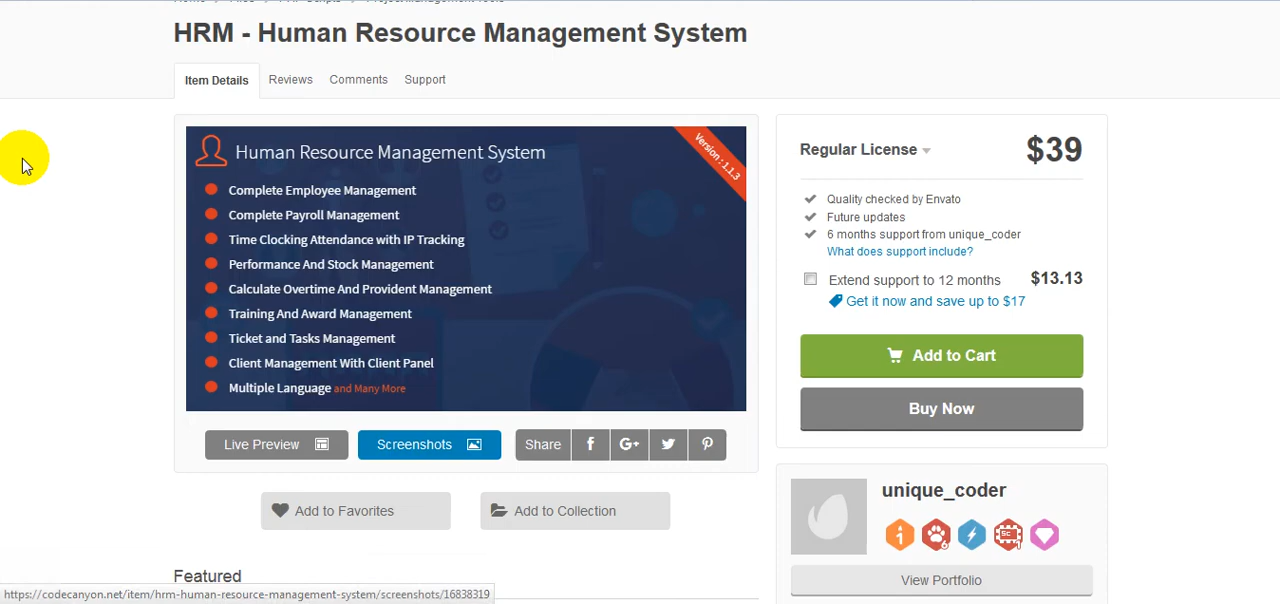 HRM - Human Resource Management System
Item Details Reviews Comments Support
Human Resource Management System
Version : 1.1.3
Complete Employee Management
Complete Payroll Management
Time Clocking Attendance with IP Tracking
Performance And Stock Management
Calculate Overtime And Provident Management
Training And Award Management
Ticket and Tasks Management
Client Management With Client Panel
Multiple Language and Many More
Live Preview
Screenshots
Share
Add to Favorites
Add to Collection
Featured
Regular License $39
Quality checked by Envato
Future updates
6 months support from unique_coder
What does support include?
Extend support to 12 months $13.13
Get it now and save up to $17
Add to Cart
Buy Now
unique_coder
View Portfolio
https://codecanyon.net/item/hrm-human-resource-management-system/screenshots/16838319